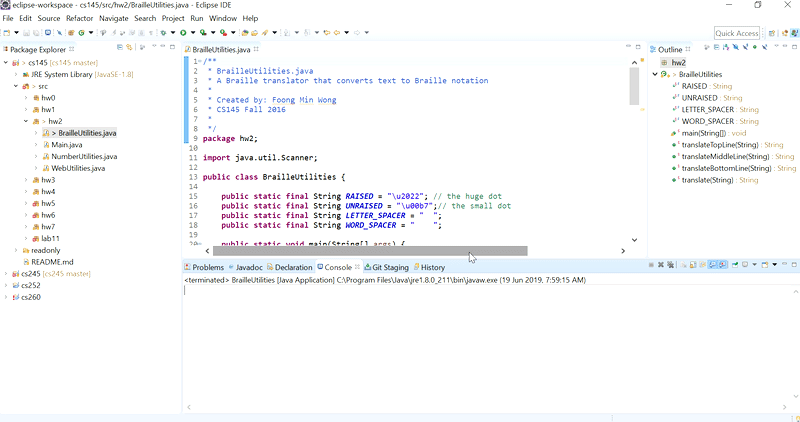 eclipse-workspace - cs145/src/hw2/BrailleUtilities.java - Eclipse IDE
File Edit Source Refactor Navigate Search Project Run Window Help
Quick Access
Package Explorer
cs145 [cs145 master]
JRE System Library [JavaSE-1.8]
src
hw0
hw1
hw2
> BrailleUtilities.java
Main.java
NumberUtilities.java
WebUtilities.java
hw3
hw4
hw5
hw6
hw7
lab11
readonly
README.md
cs245 [cs245 master]
cs252
cs260
BrailleUtilities.java
1 /**
2 * BrailleUtilities.java
3 * A Braille translator that converts text to Braille notation
4 *
5 * Created by: Foong Min Wong
6 * CS145 Fall 2016
7 *
8 */
9 package hw2;
10
11 import java.util.Scanner;
12
13 public class BrailleUtilities {
14
15 public static final String RAISED = "\u2022"; // the huge dot
16 public static final String UNRAISED = "\u00b7";// the small dot
17 public static final String LETTER_SPACER = "  ";
18 public static final String WORD_SPACER = "    ";
19
20 public static void main(String[] args) {
Outline
hw2
BrailleUtilities
RAISED : String
UNRAISED : String
LETTER_SPACER : String
WORD_SPACER : String
main(String[]) : void
translateTopLine(String) : String
translateMiddleLine(String) : String
translateBottomLine(String) : String
translate(String) : String
Problems Javadoc Declaration Console Git Staging History
<terminated> BrailleUtilities [Java Application] C:\Program Files\Java\jre1.8.0_211\bin\javaw.exe (19 Jun 2019, 7:59:15 AM)